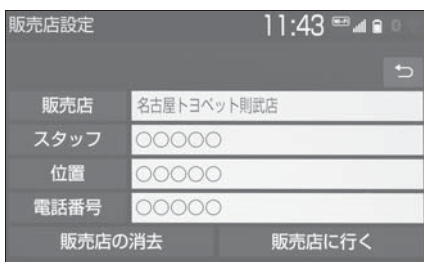 販売店設定 11:43 Wi-Fi
販売店 名古屋トヨペット則武店
スタッフ ○○○○○
位置 ○○○○○
電話番号 ○○○○○
販売店の消去 販売店に行く